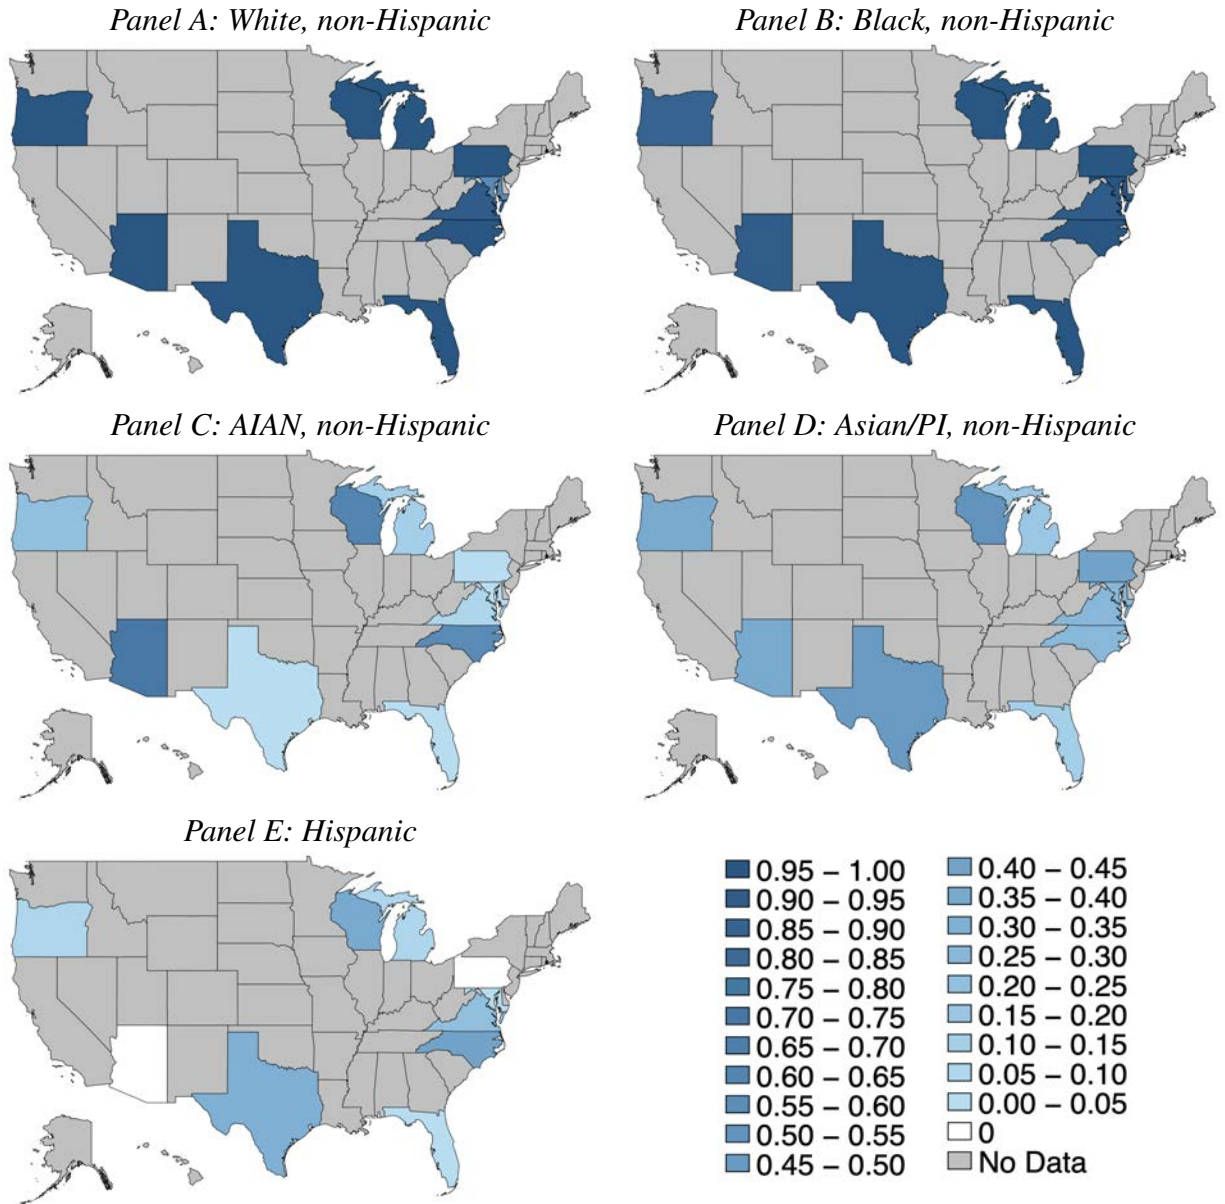 Panel A: White, non-Hispanic
Panel B: Black, non-Hispanic
Panel C: AIAN, non-Hispanic
Panel D: Asian/PI, non-Hispanic
Panel E: Hispanic
0.95 – 1.00
0.90 – 0.95
0.85 – 0.90
0.80 – 0.85
0.75 – 0.80
0.70 – 0.75
0.65 – 0.70
0.60 – 0.65
0.55 – 0.60
0.50 – 0.55
0.45 – 0.50
0.40 – 0.45
0.35 – 0.40
0.30 – 0.35
0.25 – 0.30
0.20 – 0.25
0.15 – 0.20
0.10 – 0.15
0.05 – 0.10
0.00 – 0.05
0
No Data